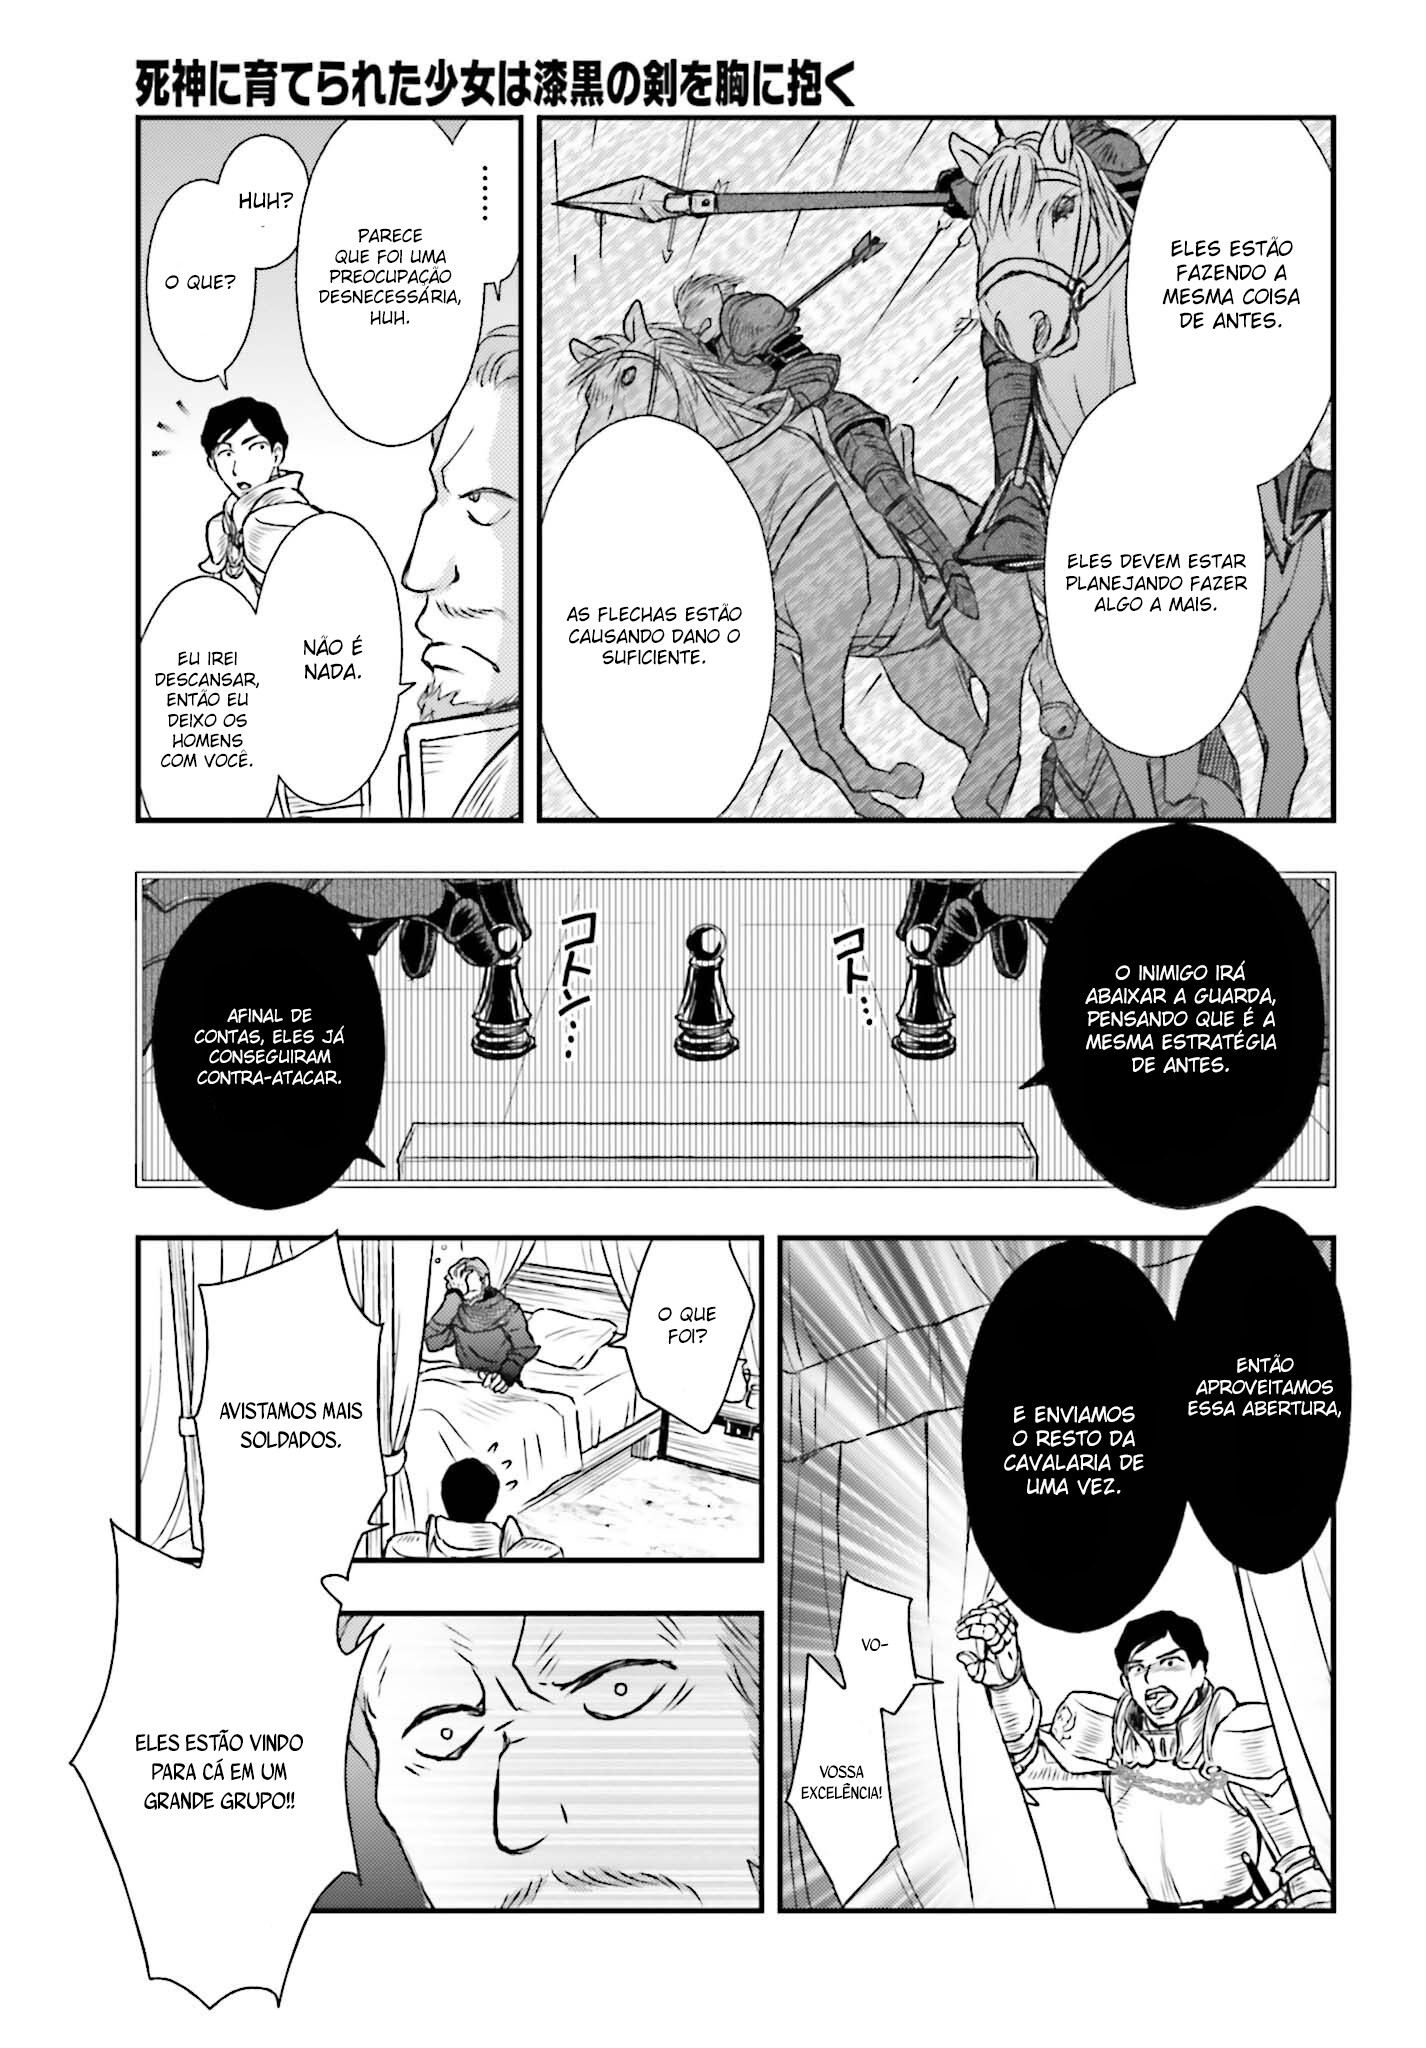 死神に育てられた少女は漆黒の剣を胸に抱く
ELES ESTÃO
FAZENDO A
MESMA COISA
DE ANTES.
ELES DEVEM ESTAR
PLANEJANDO FAZER
ALGO A MAIS.
AS FLECHAS ESTÃO
CAUSANDO DANO O
SUFICIENTE.
......
PARECE
QUE FOI UMA
PREOCUPAÇÃO
DESNECESSÁRIA,
HUH.
HUH?
O QUE?
NÃO É
NADA.
EU IREI
DESCANSAR,
ENTÃO EU
DEIXO OS
HOMENS
COM VOCÊ.
O INIMIGO IRÁ
ABAIXAR A GUARDA,
PENSANDO QUE É A
MESMA ESTRATÉGIA
DE ANTES.
コト…
コトン…
AFINAL DE
CONTAS, ELES JÁ
CONSEGUIRAM
CONTRA-ATACAR.
ENTÃO
APROVEITAMOS
ESSA ABERTURA,
E ENVIAMOS
O RESTO DA
CAVALARIA DE
UMA VEZ.
VO-
VOSSA
EXCELÊNCIA!
O QUE
FOI?
AVISTAMOS MAIS
SOLDADOS.
ELES ESTÃO VINDO
PARA CÁ EM UM
GRANDE GRUPO!!